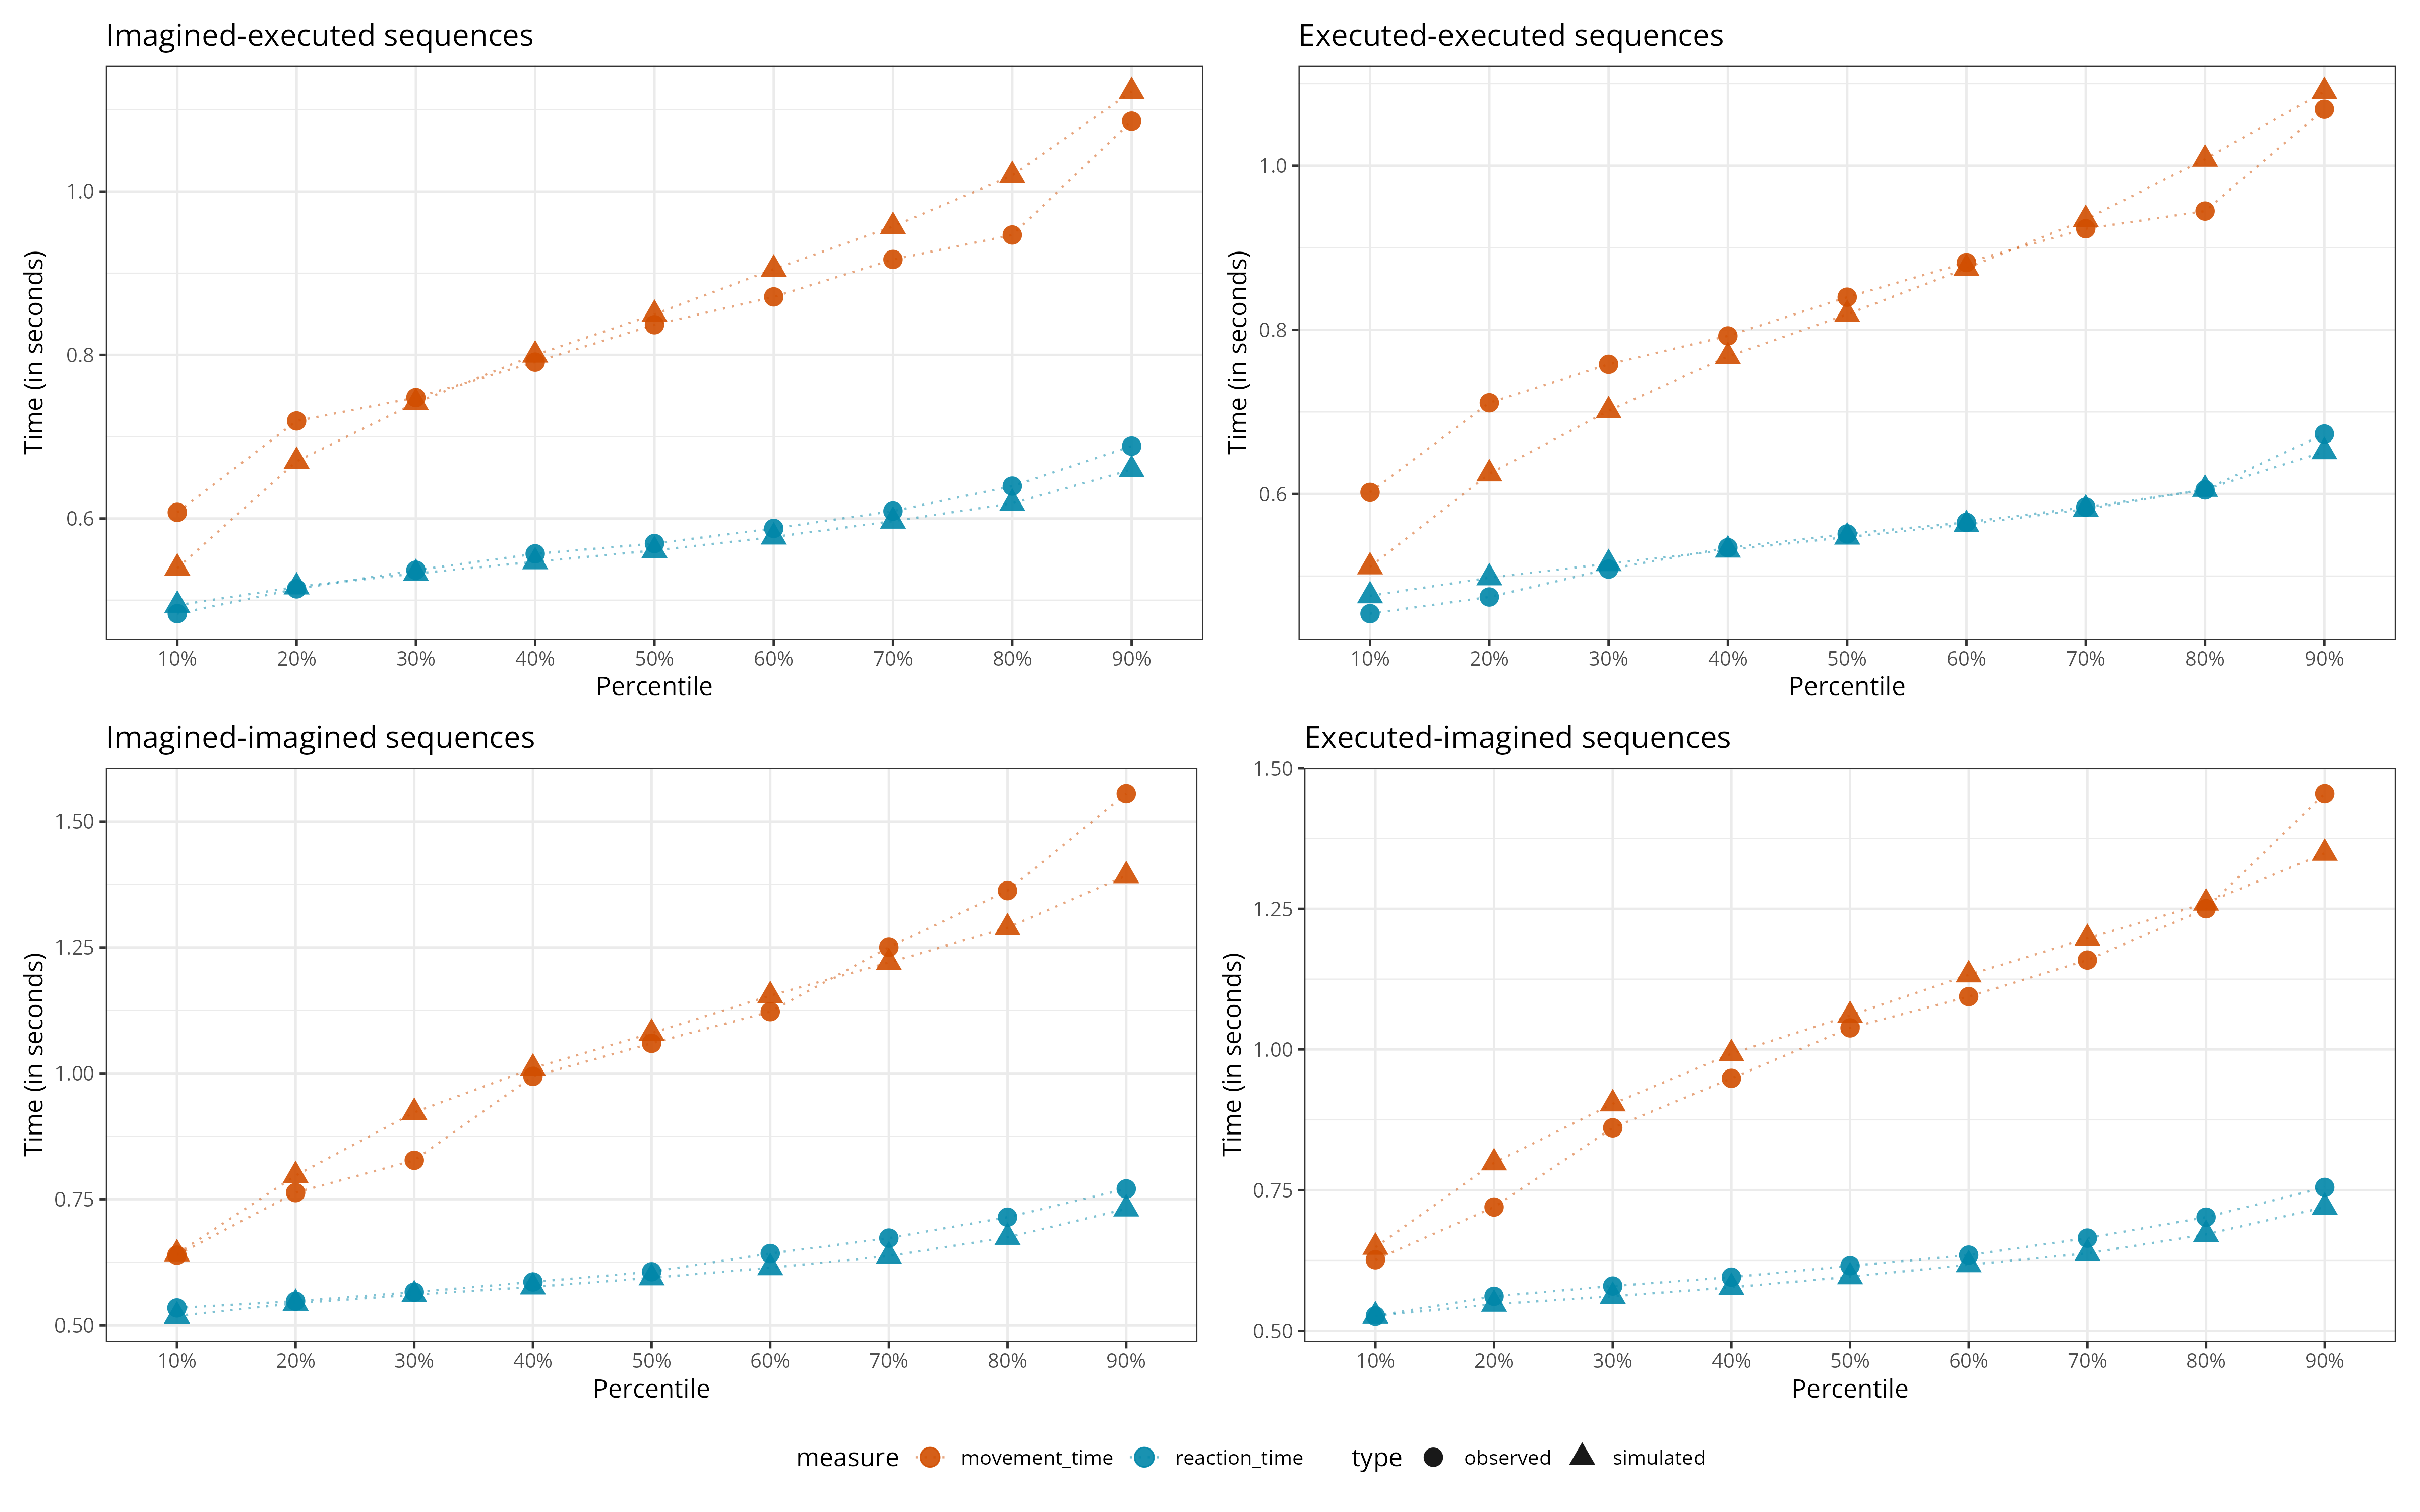 Imagined-executed sequences
Time (in seconds)
1.0
0.8
0.6
10% 20% 30% 40% 50% 60% 70% 80% 90%
Percentile
Executed-executed sequences
Time (in seconds)
1.0
0.8
0.6
10% 20% 30% 40% 50% 60% 70% 80% 90%
Percentile
Imagined-imagined sequences
Time (in seconds)
1.50
1.25
1.00
0.75
0.50
10% 20% 30% 40% 50% 60% 70% 80% 90%
Percentile
Executed-imagined sequences
Time (in seconds)
1.50
1.25
1.00
0.75
0.50
10% 20% 30% 40% 50% 60% 70% 80% 90%
Percentile
measure movement_time reaction_time type observed simulated